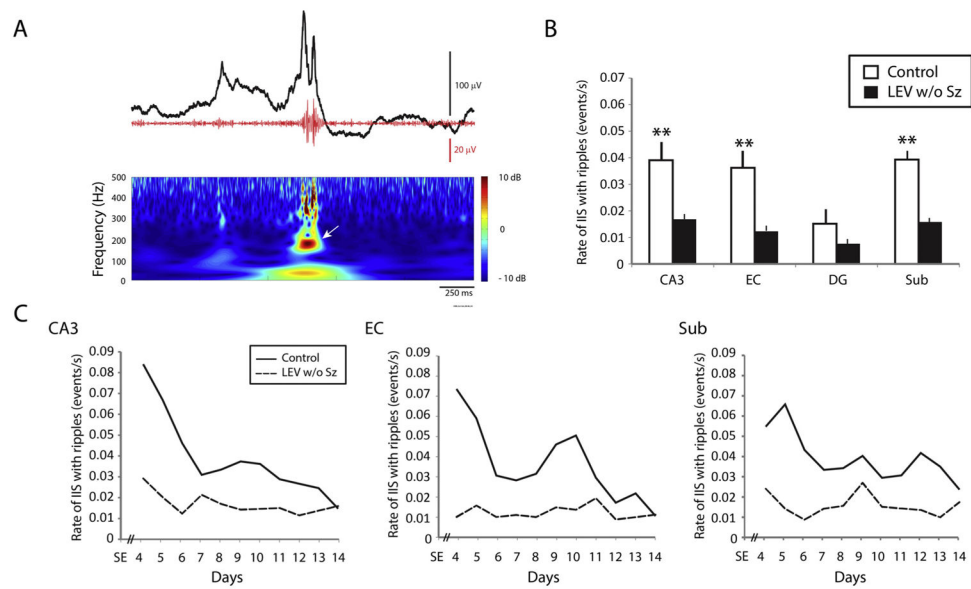 A
100 μV
20 μV
Frequency (Hz)
500
400
300
200
100
0
10 dB
0
- 10 dB
250 ms
B
Control
LEV w/o Sz
Rate of IIS with ripples (events/s)
0.07
0.06
0.05
0.04
0.03
0.02
0.01
0
**
**
**
CA3 EC DG Sub
C
CA3
Control
LEV w/o Sz
Rate of IIS with ripples (events/s)
0.09
0.08
0.07
0.06
0.05
0.04
0.03
0.02
0.01
0
SE 4 5 6 7 8 9 10 11 12 13 14
Days
EC
Rate of IIS with ripples (events/s)
0.09
0.08
0.07
0.06
0.05
0.04
0.03
0.02
0.01
0
SE 4 5 6 7 8 9 10 11 12 13 14
Days
Sub
Rate of IIS with ripples (events/s)
0.09
0.08
0.07
0.06
0.05
0.04
0.03
0.02
0.01
0
SE 4 5 6 7 8 9 10 11 12 13 14
Days